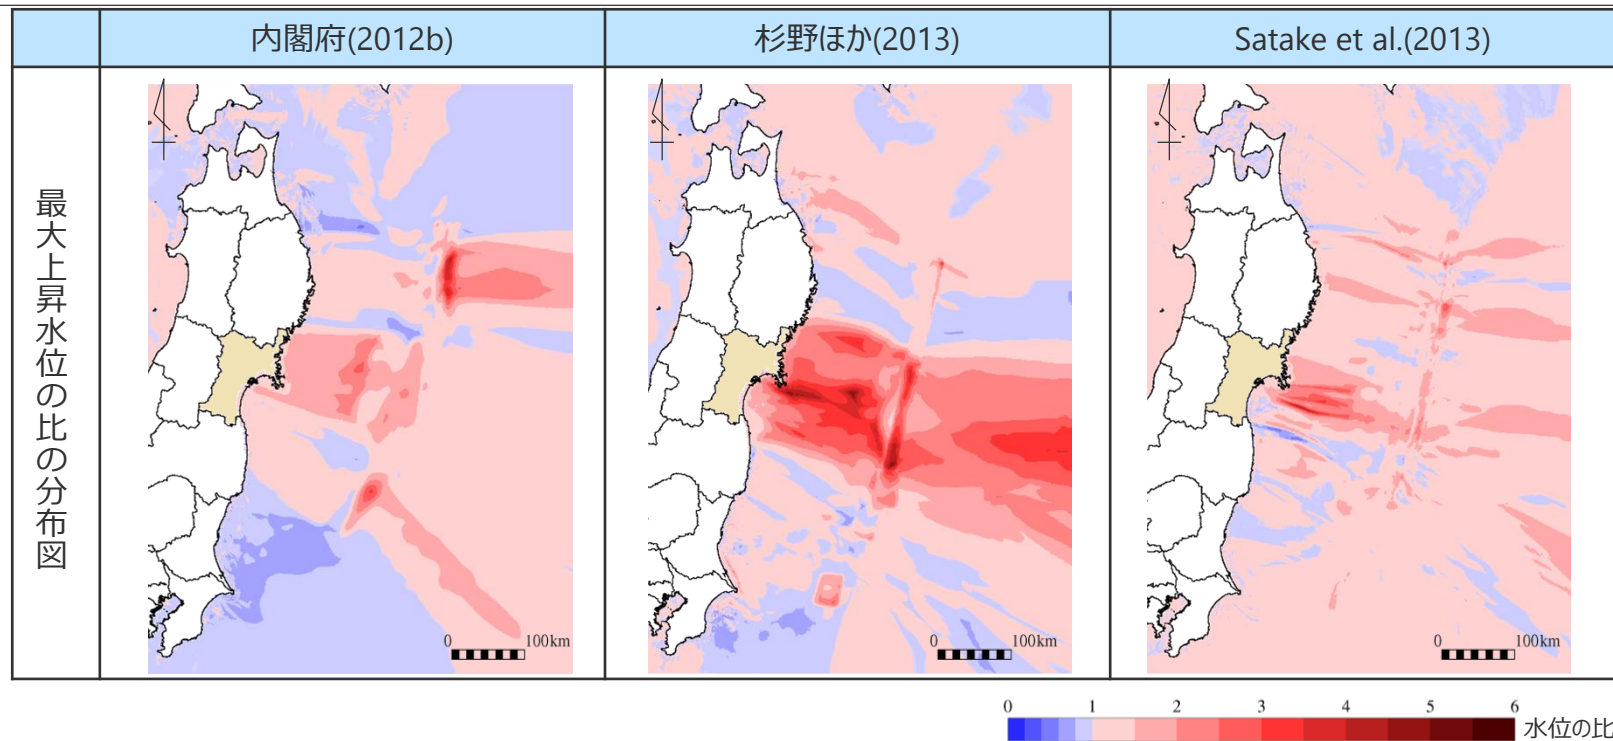 内閣府(2012b)
杉野ほか(2013)
Satake et al.(2013)
最大上昇水位の比の分布図
0 100km
0 100km
0 100km
0 1 2 3 4 5 6
水位の比